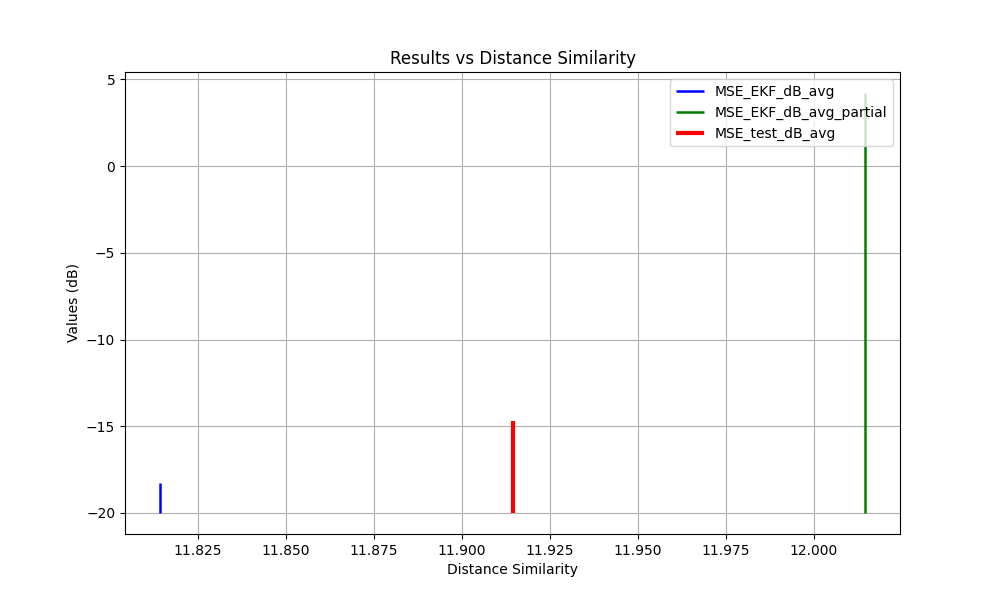 Results vs Distance Similarity
MSE_EKF_dB_avg
MSE_EKF_dB_avg_partial
MSE_test_dB_avg
Values (dB)
5
0
−5
−10
−15
−20
11.825 11.850 11.875 11.900 11.925 11.950 11.975 12.000
Distance Similarity